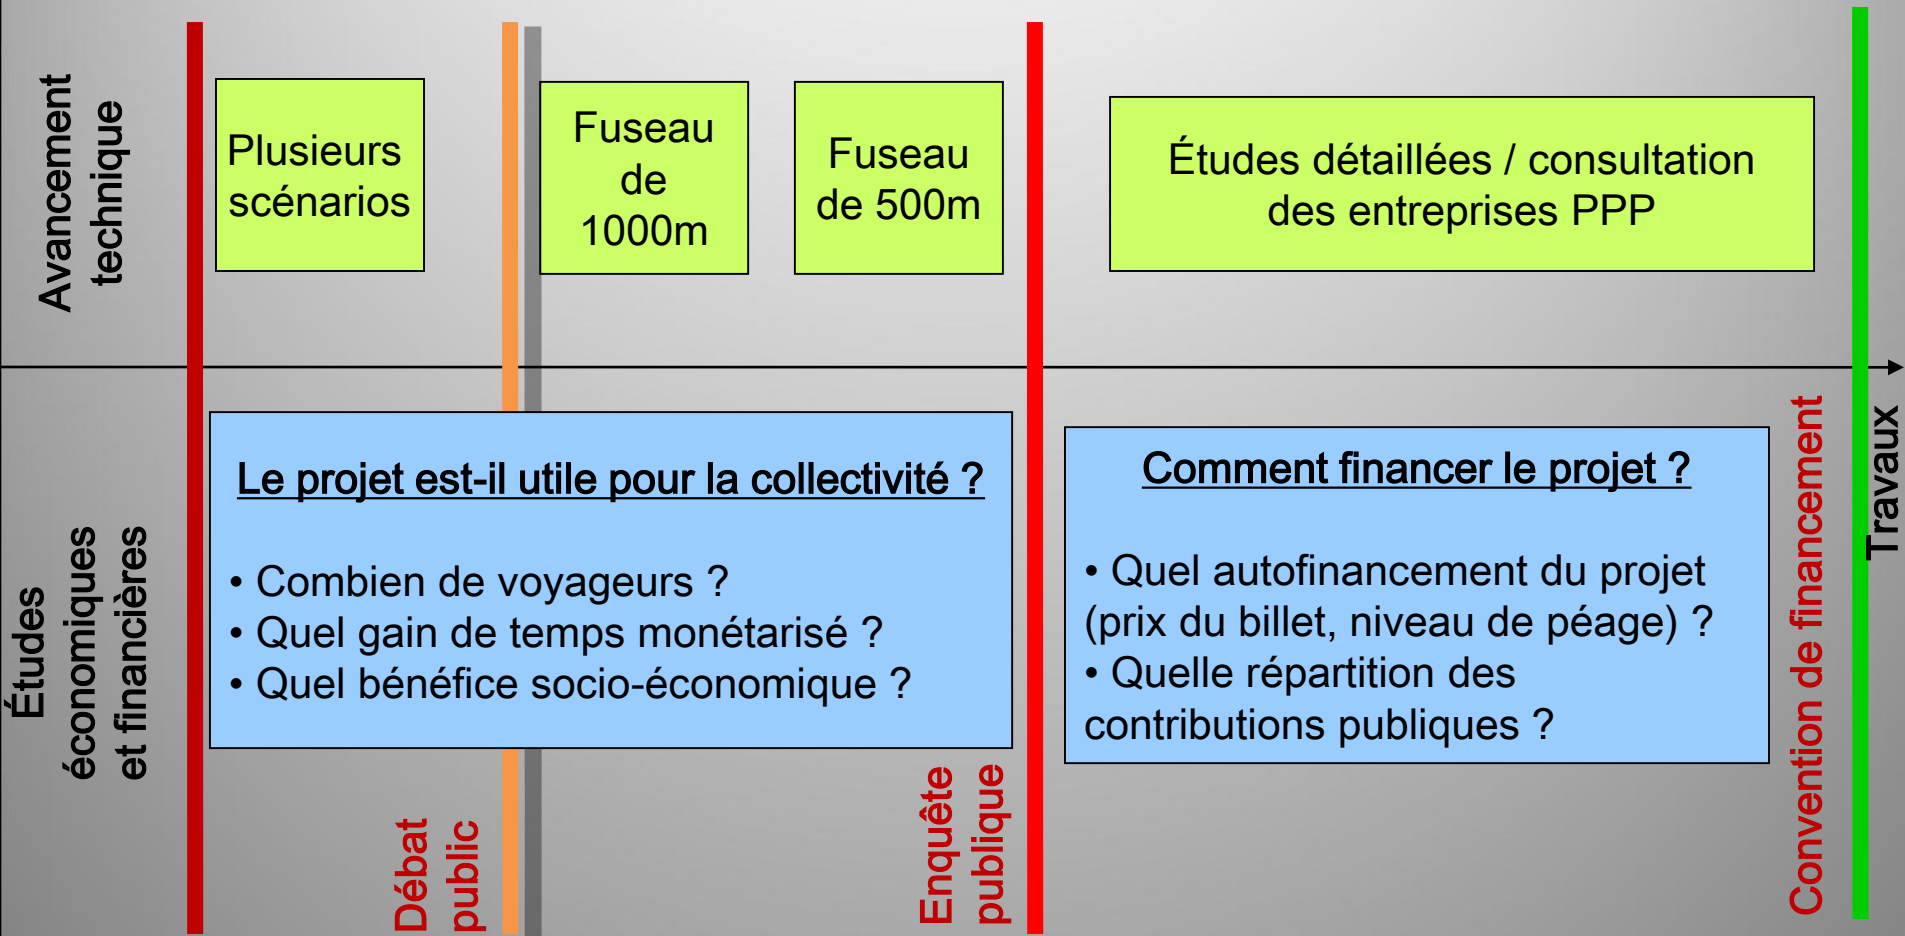 Avancement
technique
Plusieurs
scénarios
Fuseau
de
1000m
Fuseau
de 500m
Études détaillées / consultation
des entreprises PPP
Études
économiques
et financières
Le projet est-il utile pour la collectivité ?
• Combien de voyageurs ?
• Quel gain de temps monétarisé ?
• Quel bénéfice socio-économique ?
Comment financer le projet ?
• Quel autofinancement du projet
(prix du billet, niveau de péage) ?
• Quelle répartition des
contributions publiques ?
Débat
public
Enquête
publique
Convention de financement
Travaux